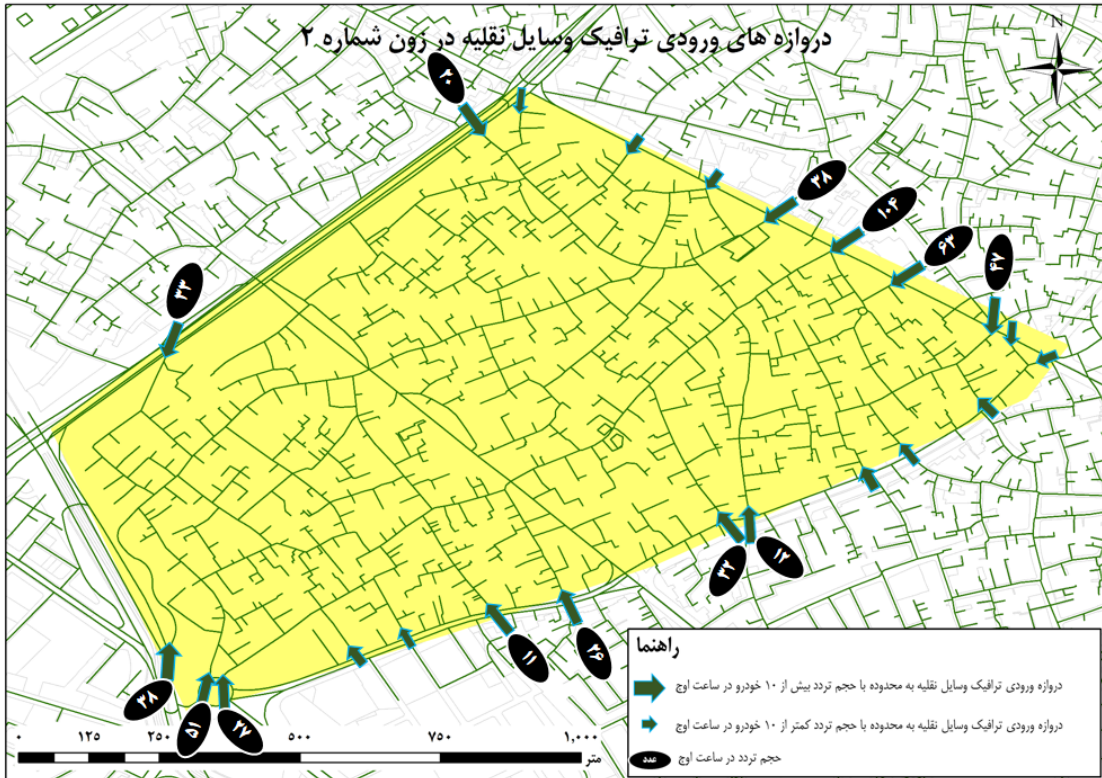 دروازه های ورودی ترافیک وسایل نقلیه در زون شماره ۲
N
۲۰
۳۸
۱۰۴
۶۳
۴۷
۳۳
۱۲
۳۲
۲۶
۱۱
۳۸
۵۱
۲۷
راهنما
دروازه ورودی ترافیک وسایل نقلیه به محدوده با حجم تردد بیش از ۱۰ خودرو در ساعت اوج
دروازه ورودی ترافیک وسایل نقلیه به محدوده با حجم تردد کمتر از ۱۰ خودرو در ساعت اوج
عدد حجم تردد در ساعت اوج
۰ ۱۲۵ ۲۵۰ ۵۰۰ ۷۵۰ ۱,۰۰۰
متر